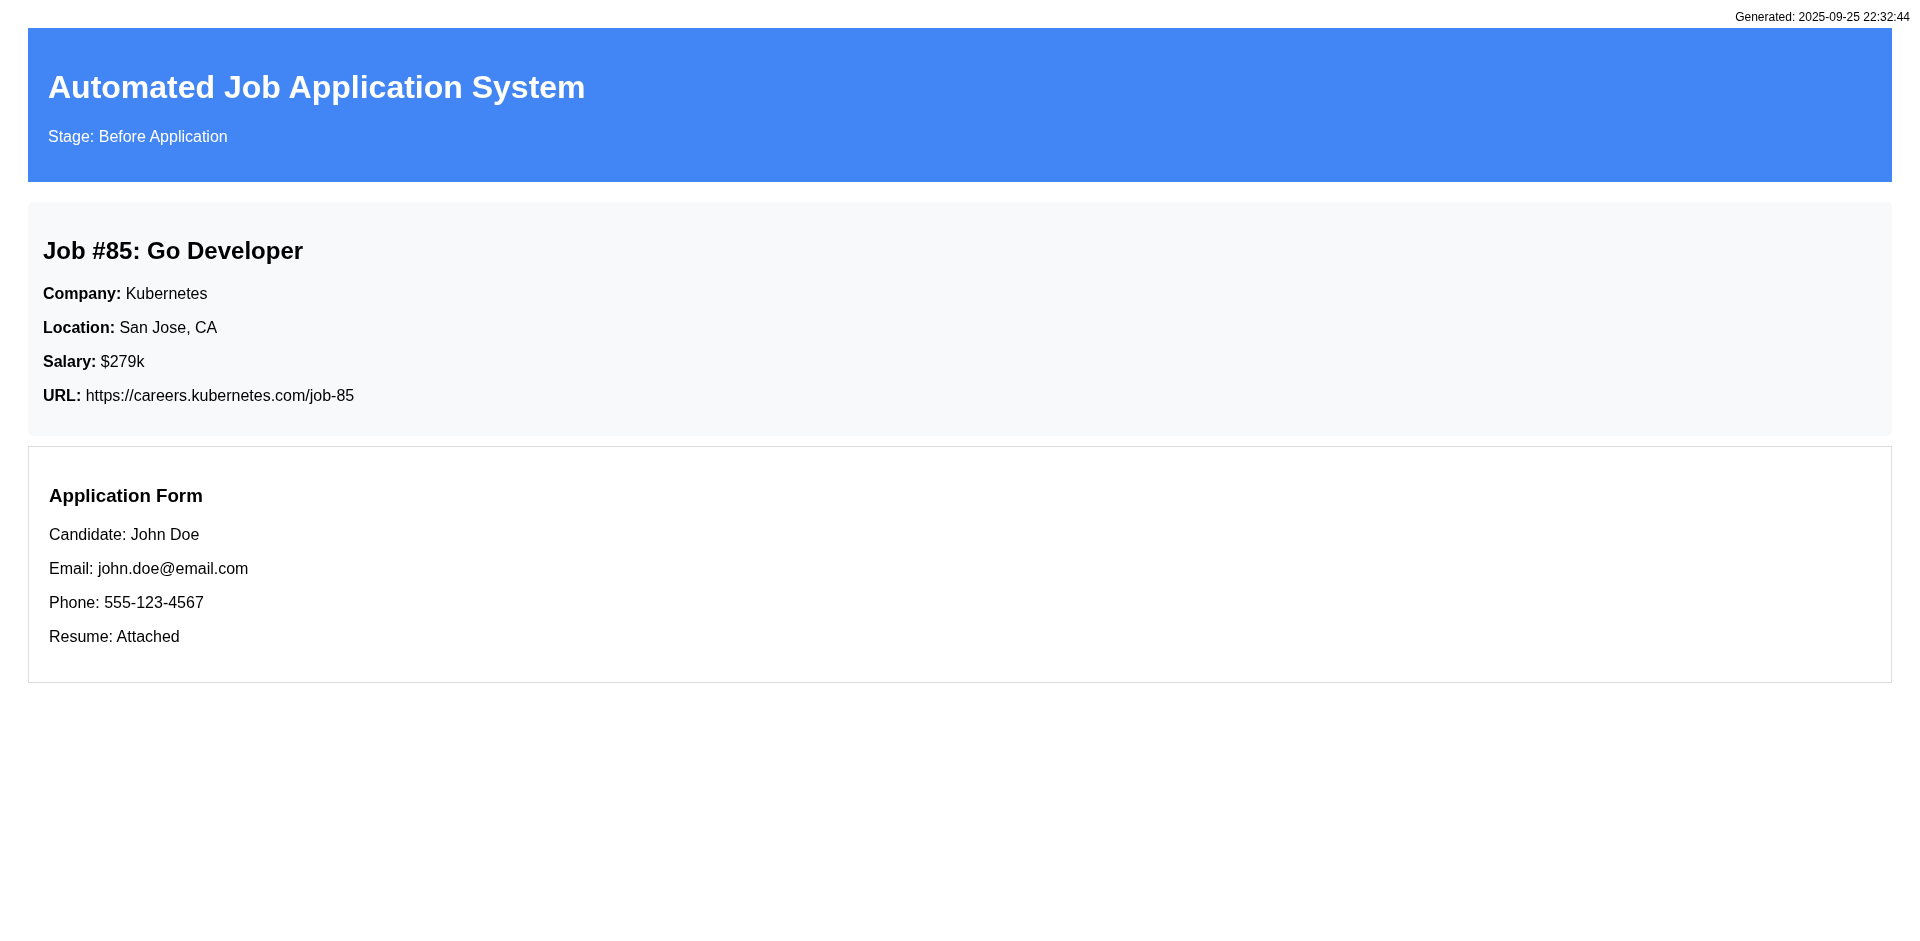 Generated: 2025-09-25 22:32:44
Automated Job Application System
Stage: Before Application
Job #85: Go Developer
Company: Kubernetes
Location: San Jose, CA
Salary: $279k
URL: https://careers.kubernetes.com/job-85
Application Form
Candidate: John Doe
Email: john.doe@email.com
Phone: 555-123-4567
Resume: Attached